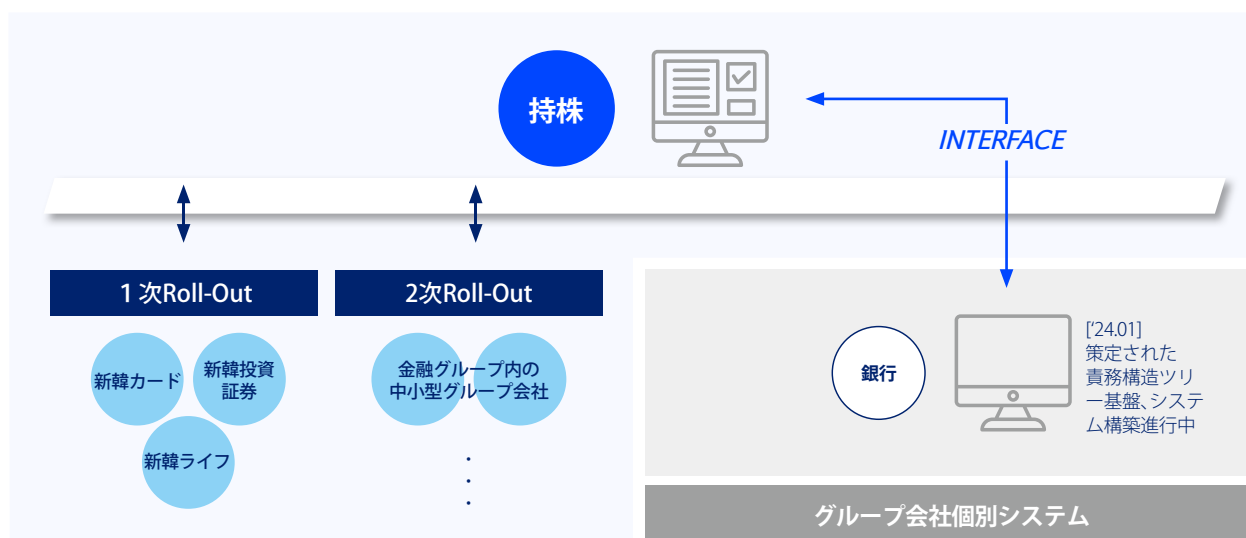 持株
INTERFACE
1 次Roll-Out
2次Roll-Out
新韓カード
新韓投資
証券
新韓ライフ
金融グループ内の
中小型グループ会社
銀行
['24.01]
策定された
責務構造ツリ
ー基盤、システ
ム構築進行中
グループ会社個別システム